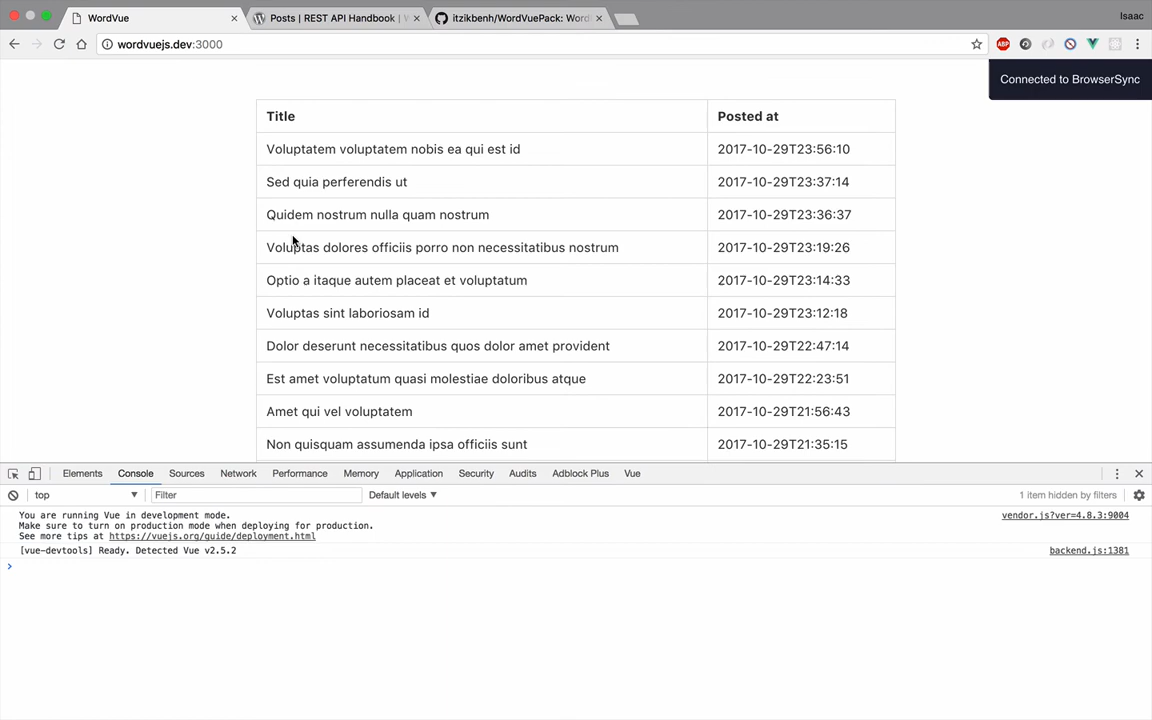 WordVue
Posts | REST API Handbook | W
itzikbenh/WordVuePack: Word
Isaac
wordvuejs.dev:3000
ABP
Connected to BrowserSync
Title Posted at
Voluptatem voluptatem nobis ea qui est id 2017-10-29T23:56:10
Sed quia perferendis ut 2017-10-29T23:37:14
Quidem nostrum nulla quam nostrum 2017-10-29T23:36:37
Voluptas dolores officiis porro non necessitatibus nostrum 2017-10-29T23:19:26
Optio a itaque autem placeat et voluptatum 2017-10-29T23:14:33
Voluptas sint laboriosam id 2017-10-29T23:12:18
Dolor deserunt necessitatibus quos dolor amet provident 2017-10-29T22:47:14
Est amet voluptatum quasi molestiae doloribus atque 2017-10-29T22:23:51
Amet qui vel voluptatem 2017-10-29T21:56:43
Non quisquam assumenda ipsa officiis sunt 2017-10-29T21:35:15
Elements Console Sources Network Performance Memory Application Security Audits Adblock Plus Vue
top Filter Default levels 1 item hidden by filters
You are running Vue in development mode. vendor.js?ver=4.8.3:9004
Make sure to turn on production mode when deploying for production.
See more tips at https://vuejs.org/guide/deployment.html
[vue-devtools] Ready. Detected Vue v2.5.2 backend.js:1381